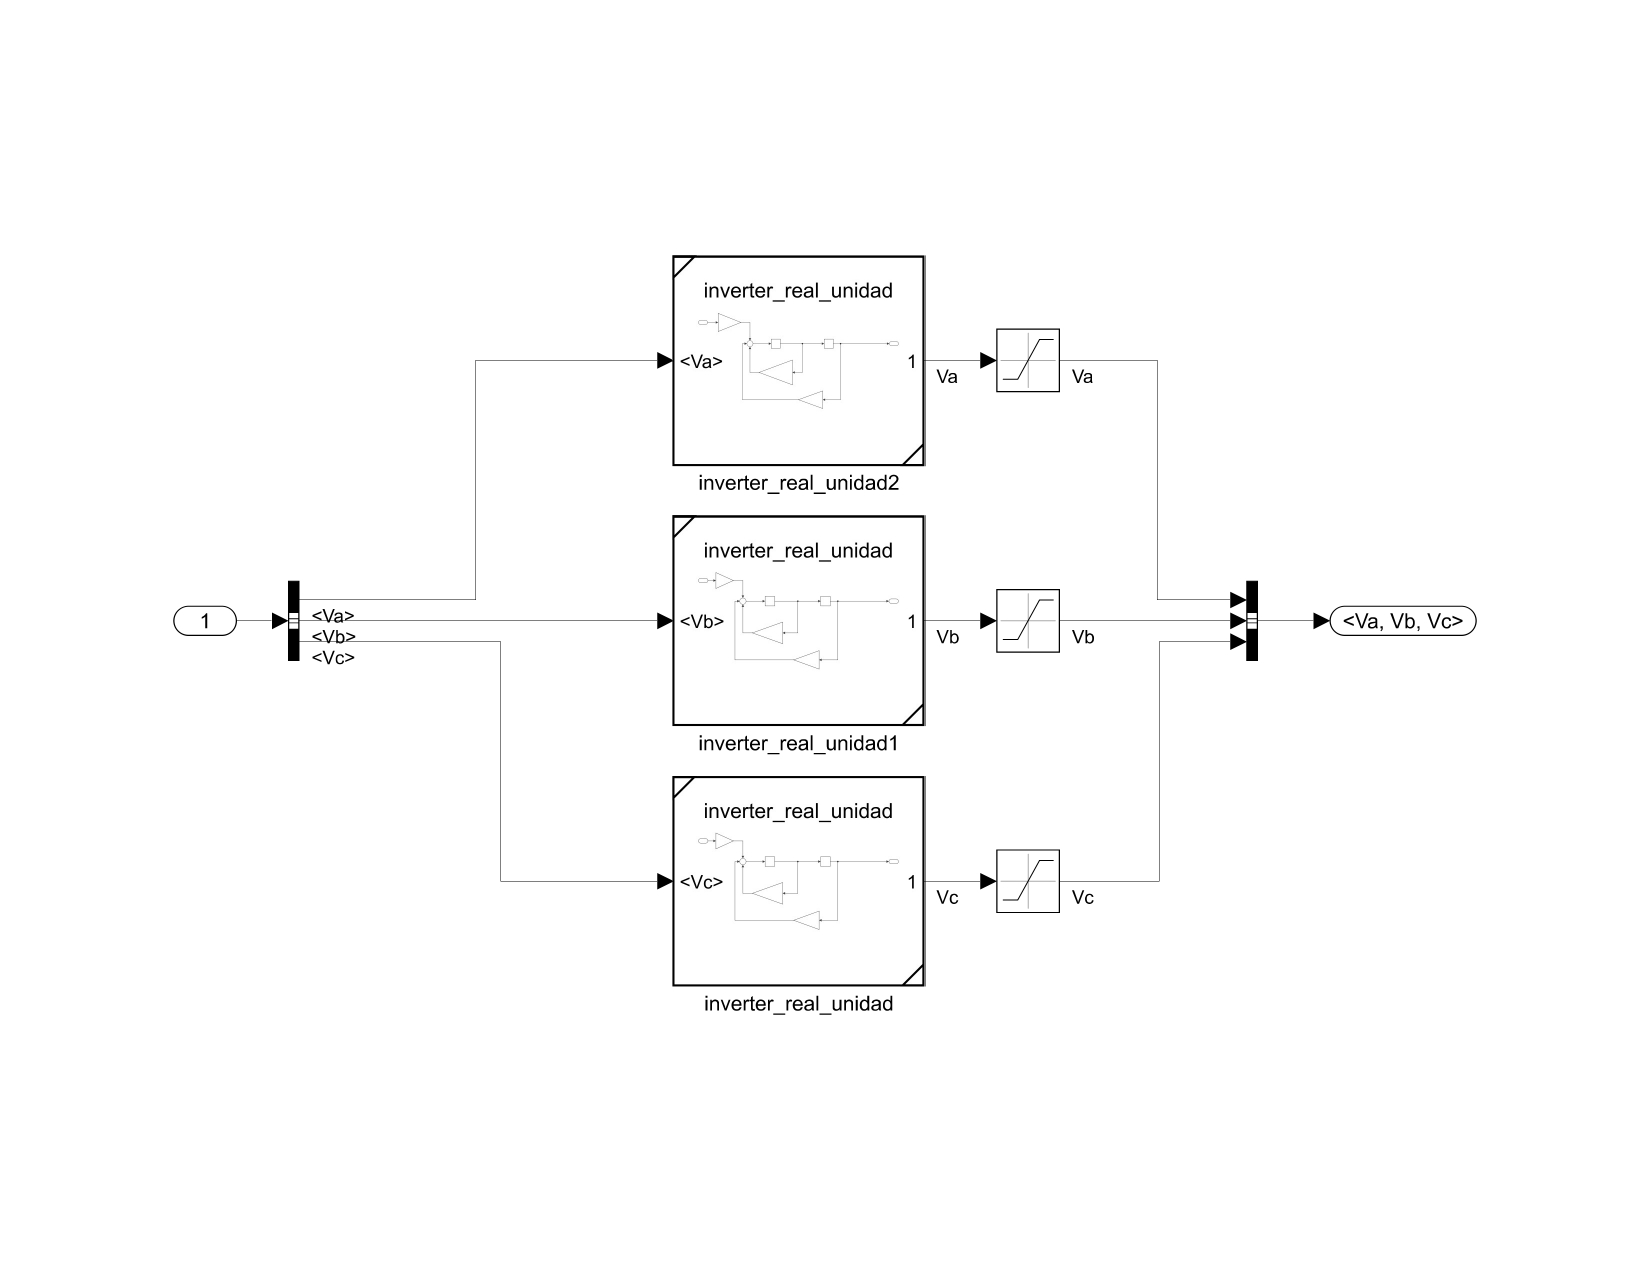 inverter_real_unidad
<Va>
1
Va
Va
inverter_real_unidad2
1
<Va>
<Vb>
<Vc>
inverter_real_unidad
<Vb>
1
Vb
Vb
<Va, Vb, Vc>
inverter_real_unidad1
inverter_real_unidad
<Vc>
1
Vc
Vc
inverter_real_unidad